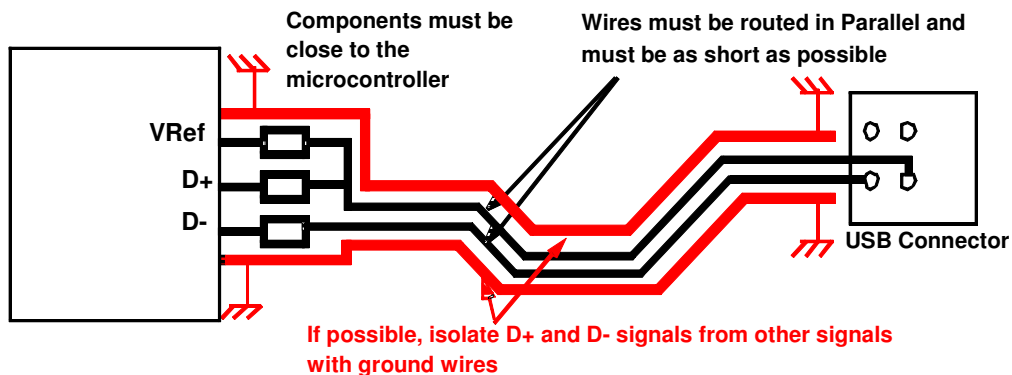 Components must be
close to the
microcontroller
Wires must be routed in Parallel and
must be as short as possible
VRef
D+
D-
USB Connector
If possible, isolate D+ and D- signals from other signals
with ground wires